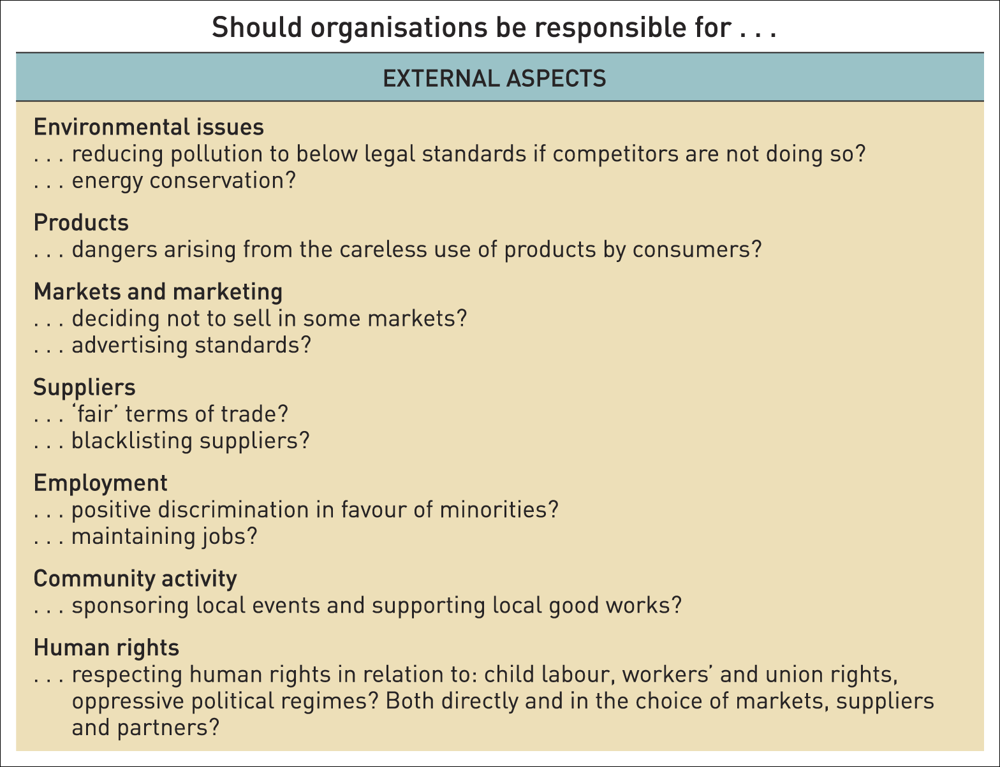 Should organisations be responsible for . . .
EXTERNAL ASPECTS
Environmental issues
. . . reducing pollution to below legal standards if competitors are not doing so?
. . . energy conservation?
Products
. . . dangers arising from the careless use of products by consumers?
Markets and marketing
. . . deciding not to sell in some markets?
. . . advertising standards?
Suppliers
. . . ‘fair’ terms of trade?
. . . blacklisting suppliers?
Employment
. . . positive discrimination in favour of minorities?
. . . maintaining jobs?
Community activity
. . . sponsoring local events and supporting local good works?
Human rights
. . . respecting human rights in relation to: child labour, workers’ and union rights,
oppressive political regimes? Both directly and in the choice of markets, suppliers
and partners?